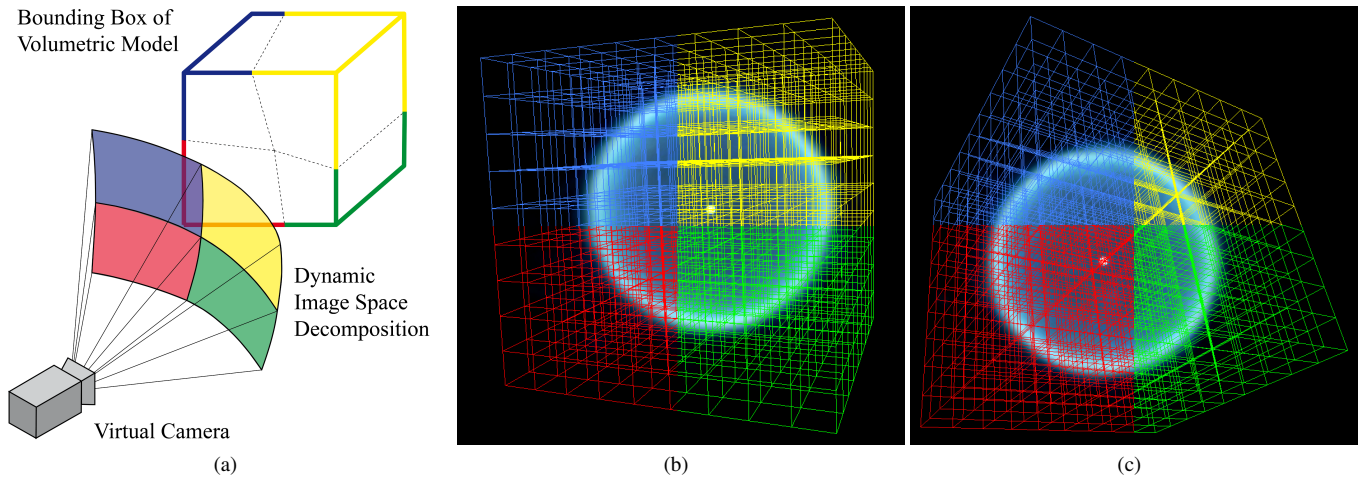 Bounding Box of
Volumetric Model
Dynamic
Image Space
Decomposition
Virtual Camera
(a)
(b)
(c)